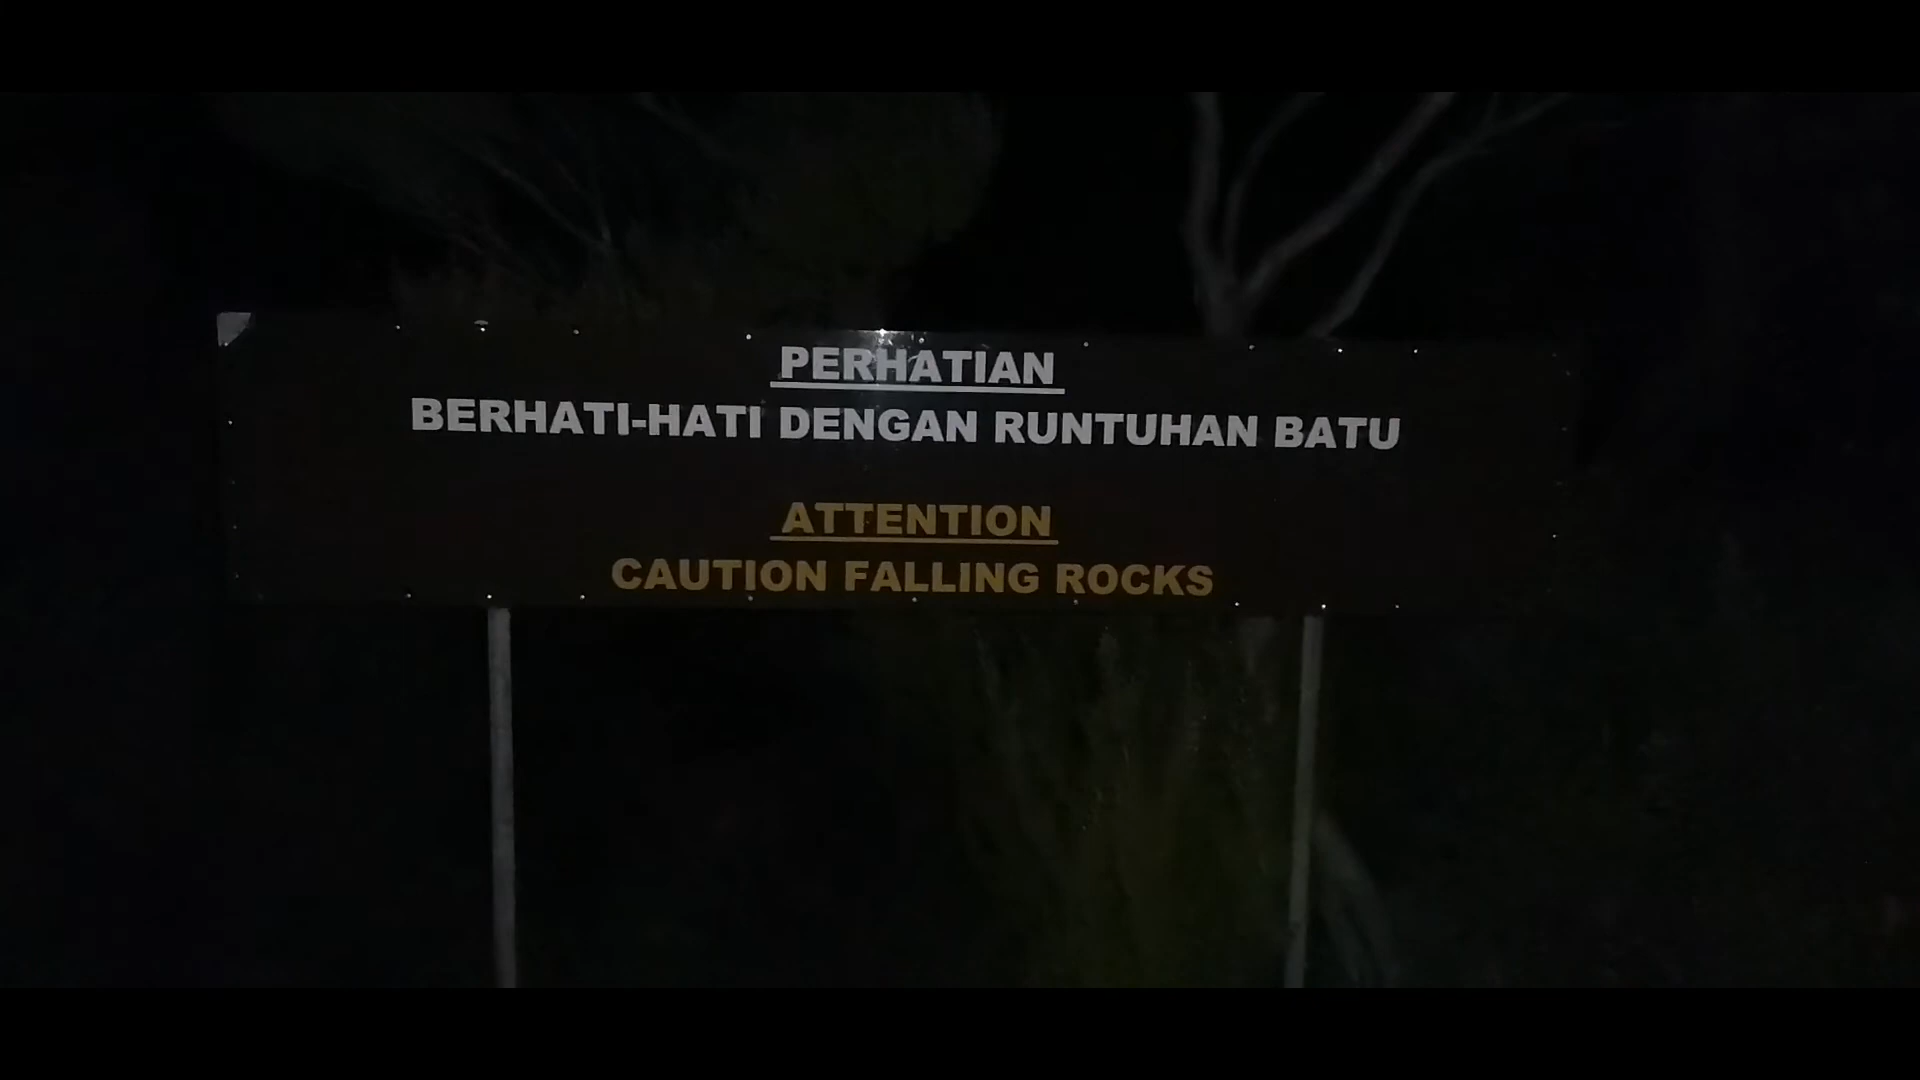 PERHATIAN
BERHATI-HATI DENGAN RUNTUHAN BATU
ATTENTION
CAUTION FALLING ROCKS